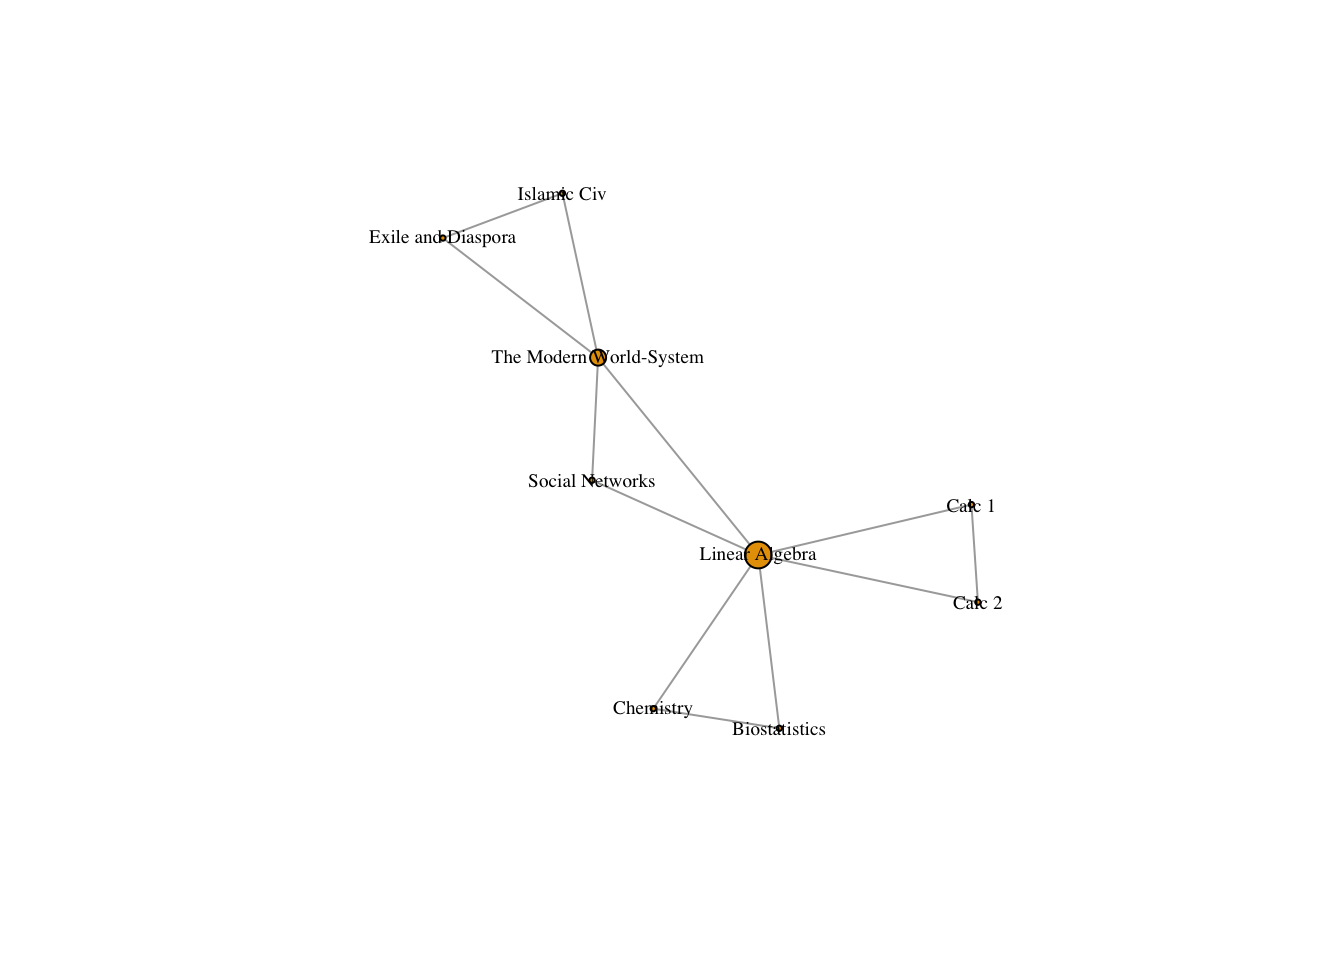 Islamic Civ
Exile and Diaspora
The Modern World-System
Social Networks
Calc 1
Linear Algebra
Calc 2
Chemistry
Biostatistics